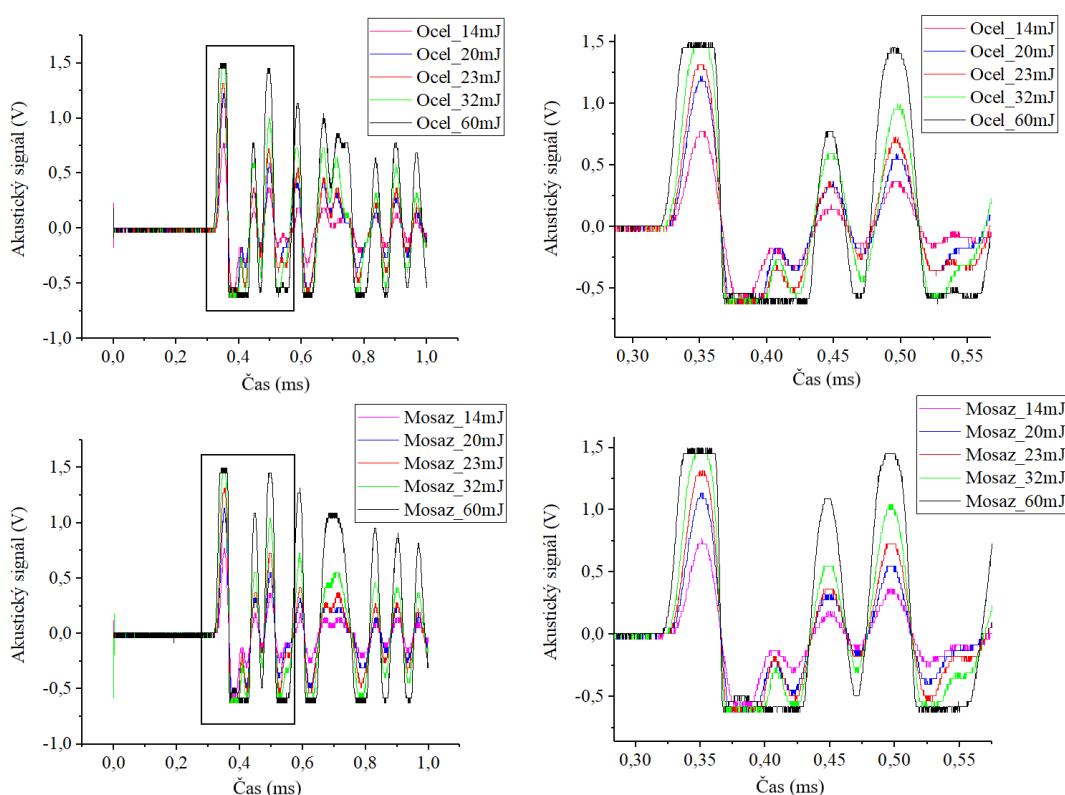 Ocel_14mJ
Ocel_20mJ
Ocel_23mJ
Ocel_32mJ
Ocel_60mJ
Akustický signál (V)
1,5
1,0
0,5
0,0
-0,5
-1,0
0,0 0,2 0,4 0,6 0,8 1,0
Čas (ms)
Ocel_14mJ
Ocel_20mJ
Ocel_23mJ
Ocel_32mJ
Ocel_60mJ
Akustický signál (V)
1,5
1,0
0,5
0,0
-0,5
0,30 0,35 0,40 0,45 0,50 0,55
Čas (ms)
Mosaz_14mJ
Mosaz_20mJ
Mosaz_23mJ
Mosaz_32mJ
Mosaz_60mJ
Akustický signál (V)
1,5
1,0
0,5
0,0
-0,5
-1,0
0,0 0,2 0,4 0,6 0,8 1,0
Čas (ms)
Mosaz_14mJ
Mosaz_20mJ
Mosaz_23mJ
Mosaz_32mJ
Mosaz_60mJ
Akustický signál (V)
1,5
1,0
0,5
0,0
-0,5
0,30 0,35 0,40 0,45 0,50 0,55
Čas (ms)